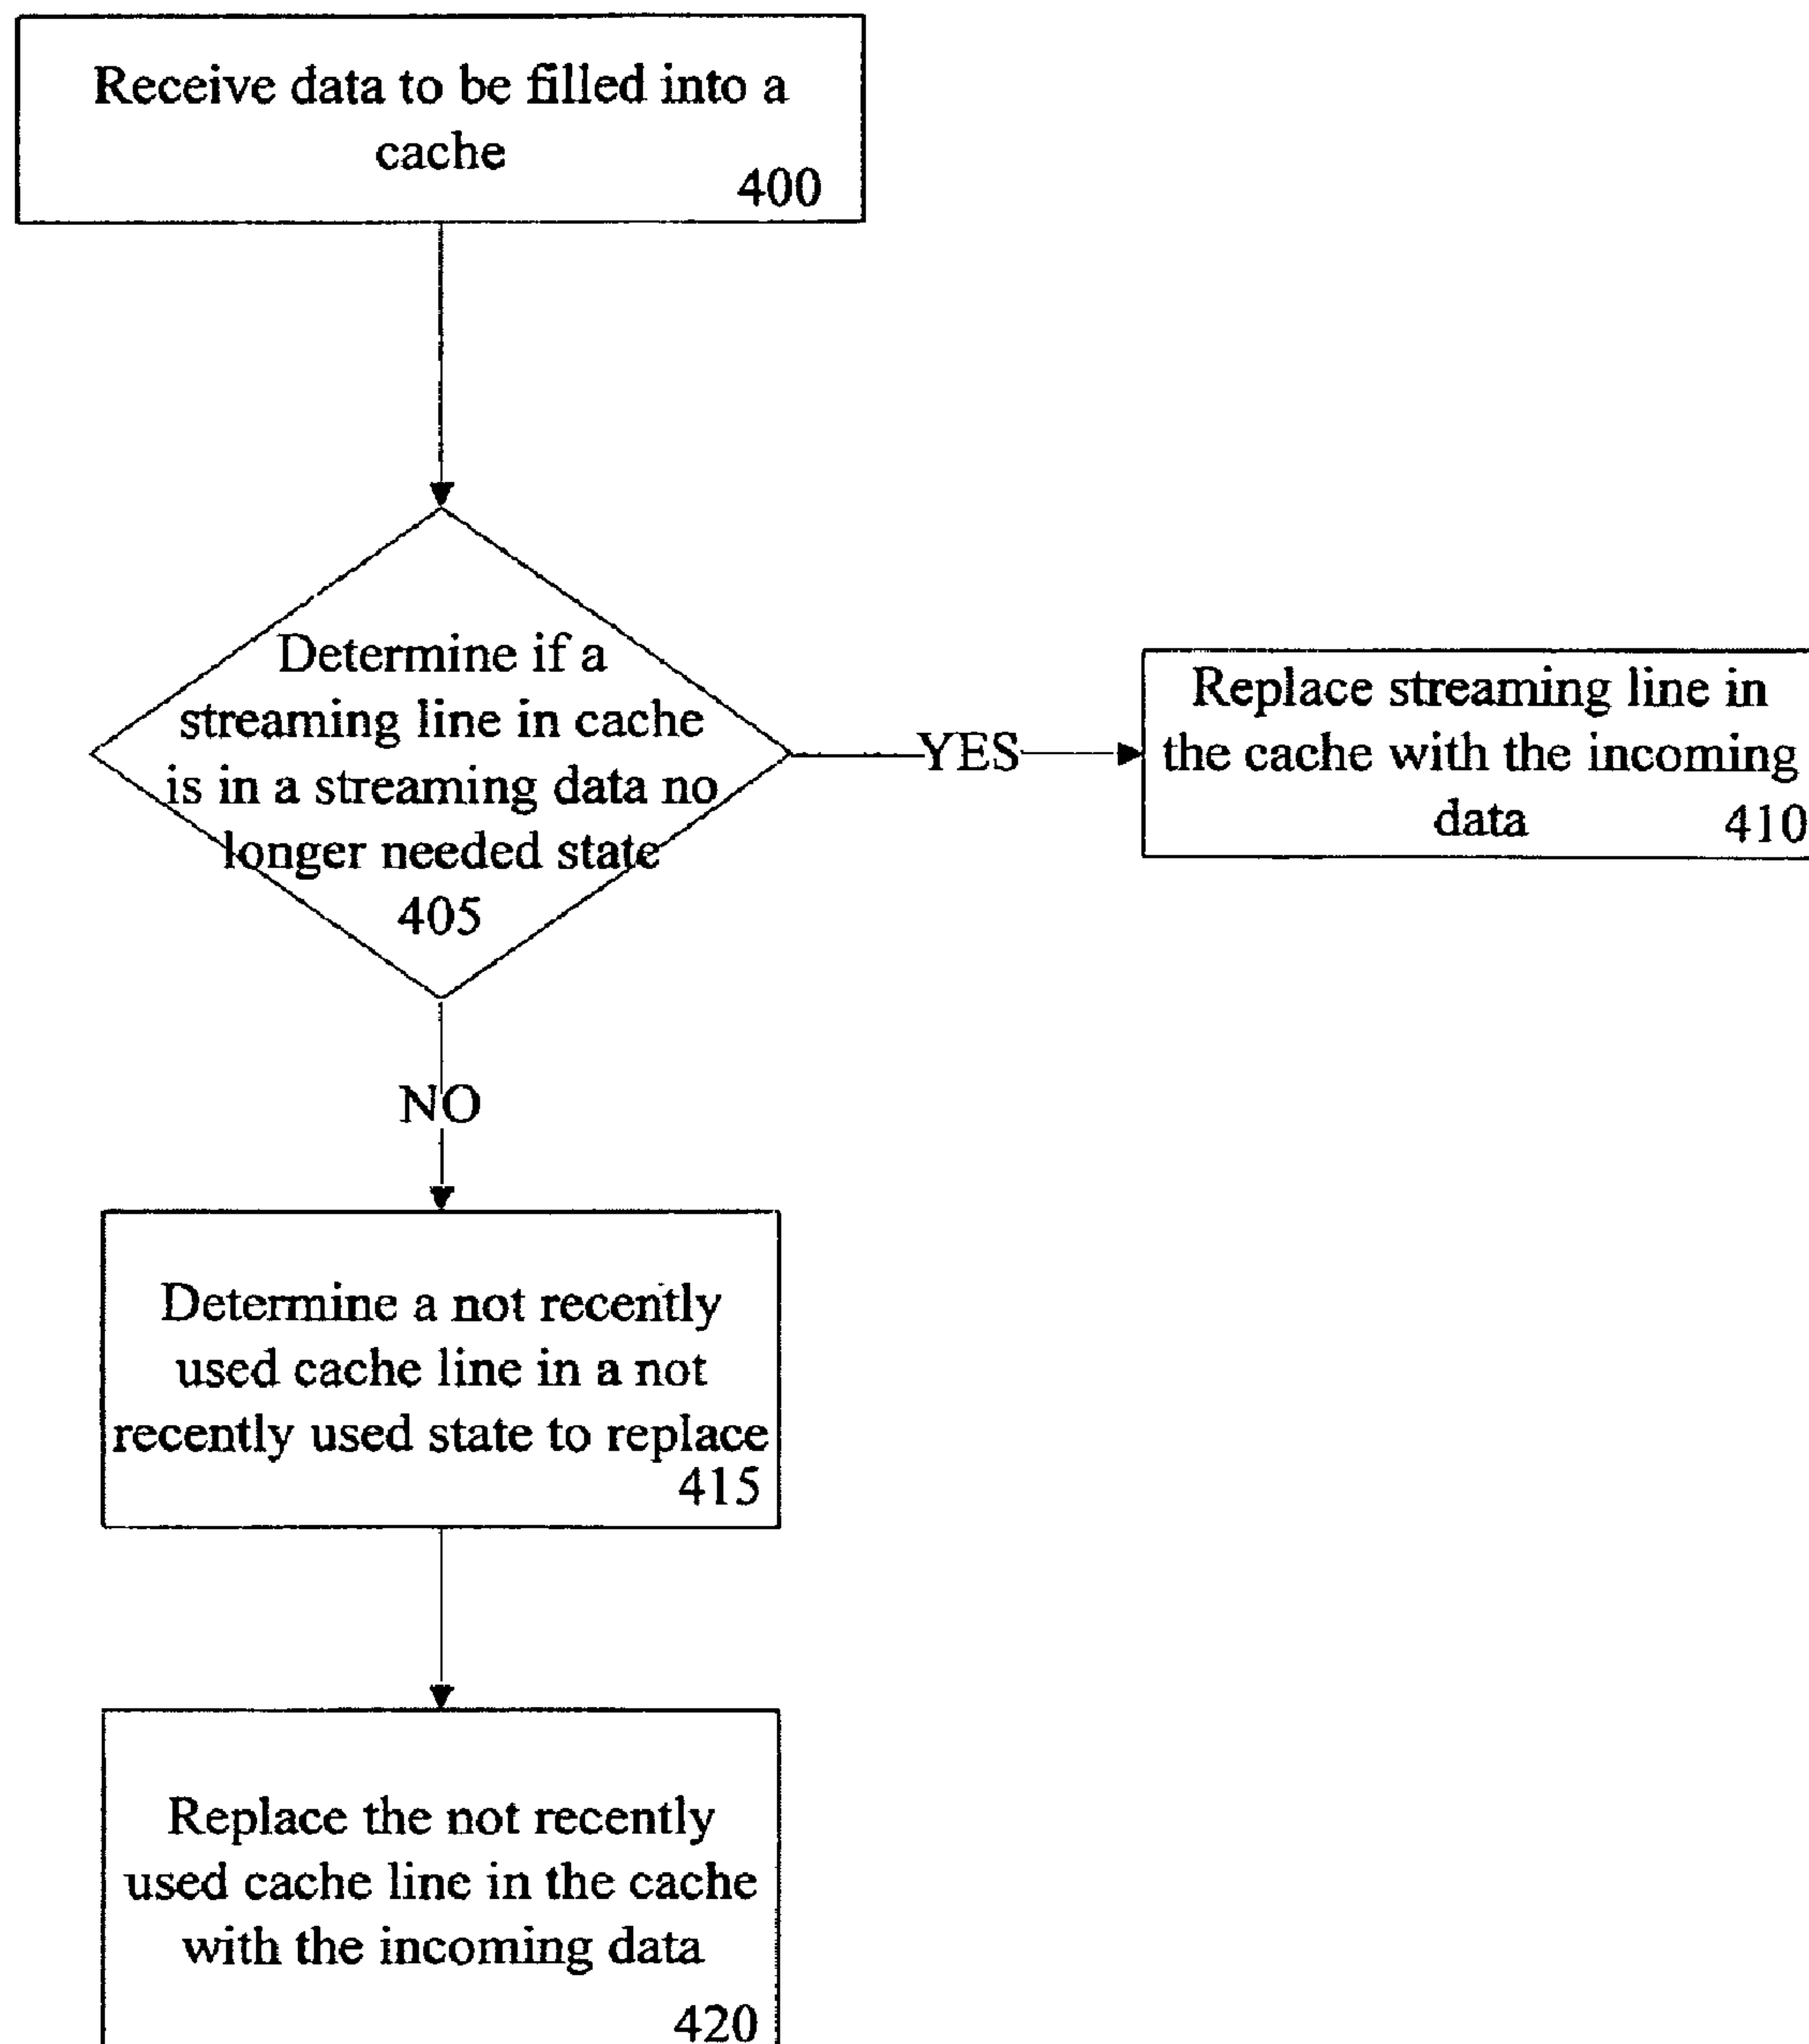 Receive data to be filled into a
cache
400
Determine if a
streaming line in cache
is in a streaming data no
longer needed state
405
YES
Replace streaming line in
the cache with the incoming
data
410
NO
Determine a not recently
used cache line in a not
recently used state to replace
415
Replace the not recently
used cache line in the cache
with the incoming data
420